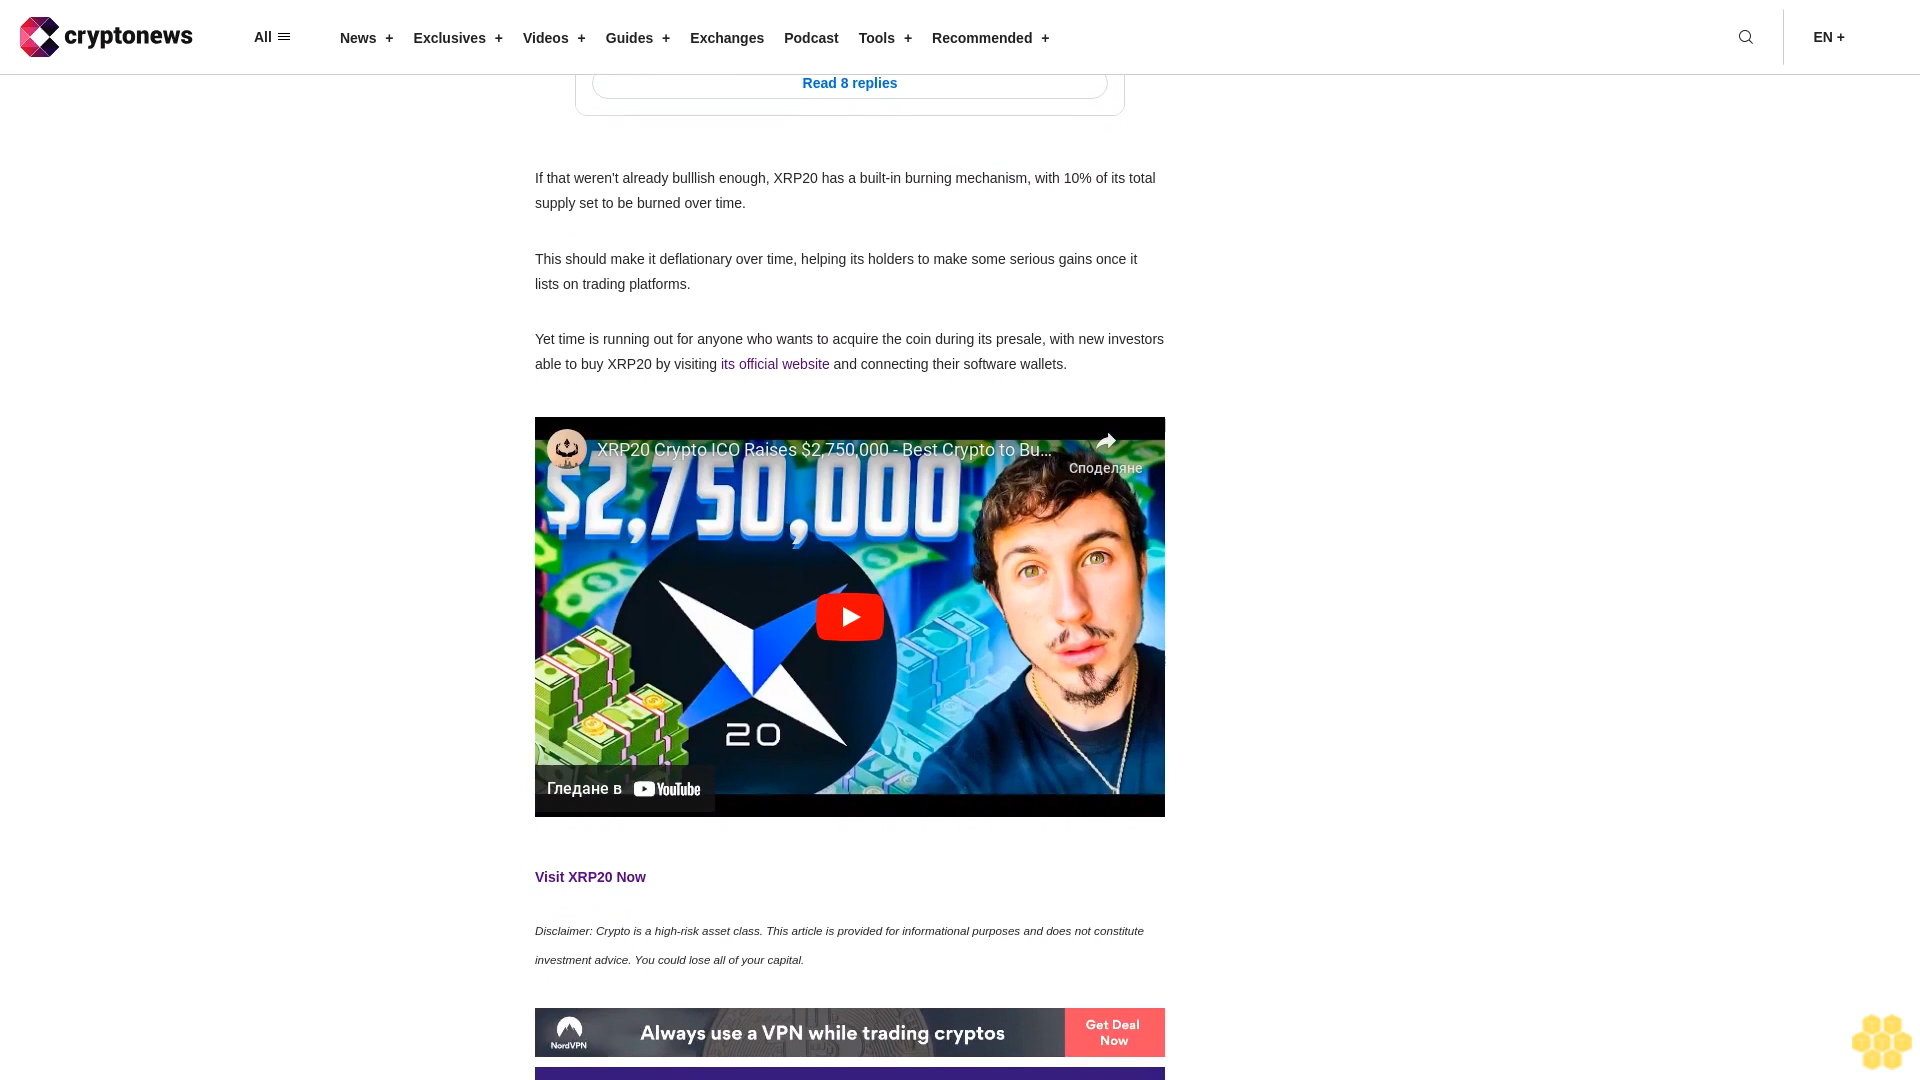 cryptonews
All
News +
Exclusives +
Videos +
Guides +
Exchanges
Podcast
Tools +
Recommended +
EN +
Read 8 replies
If that weren't already bulllish enough, XRP20 has a built-in burning mechanism, with 10% of its total
supply set to be burned over time.
This should make it deflationary over time, helping its holders to make some serious gains once it
lists on trading platforms.
Yet time is running out for anyone who wants to acquire the coin during its presale, with new investors
able to buy XRP20 by visiting its official website and connecting their software wallets.
XRP20 Crypto ICO Raises $2,750,000 - Best Crypto to Bu...
Споделяне
$2,750,000
20
Гледане в YouTube
Visit XRP20 Now
Disclaimer: Crypto is a high-risk asset class. This article is provided for informational purposes and does not constitute
investment advice. You could lose all of your capital.
NordVPN
Always use a VPN while trading cryptos
Get Deal
Now